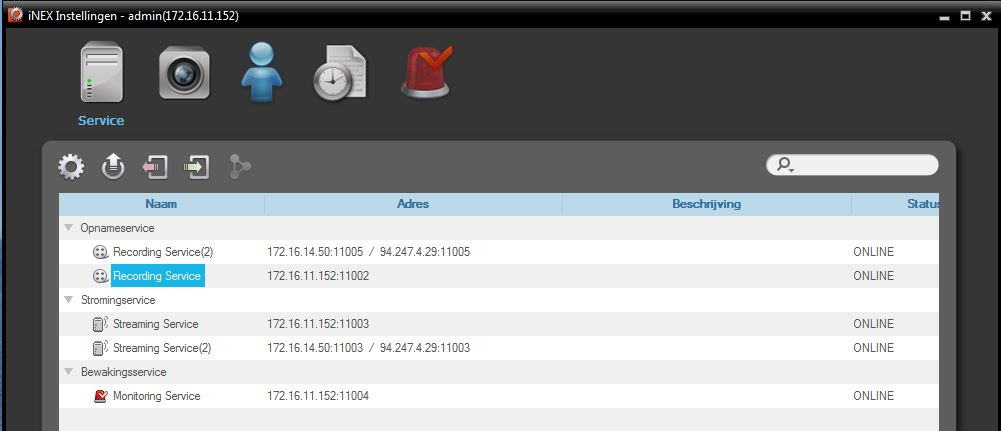 iNEX Instellingen - admin(172.16.11.152)
Service
Naam Adres Beschrijving Status
Opnameservice
Recording Service(2) 172.16.14.50:11005 / 94.247.4.29:11005 ONLINE
Recording Service 172.16.11.152:11002 ONLINE
Stromingservice
Streaming Service 172.16.11.152:11003 ONLINE
Streaming Service(2) 172.16.14.50:11003 / 94.247.4.29:11003 ONLINE
Bewakingsservice
Monitoring Service 172.16.11.152:11004 ONLINE